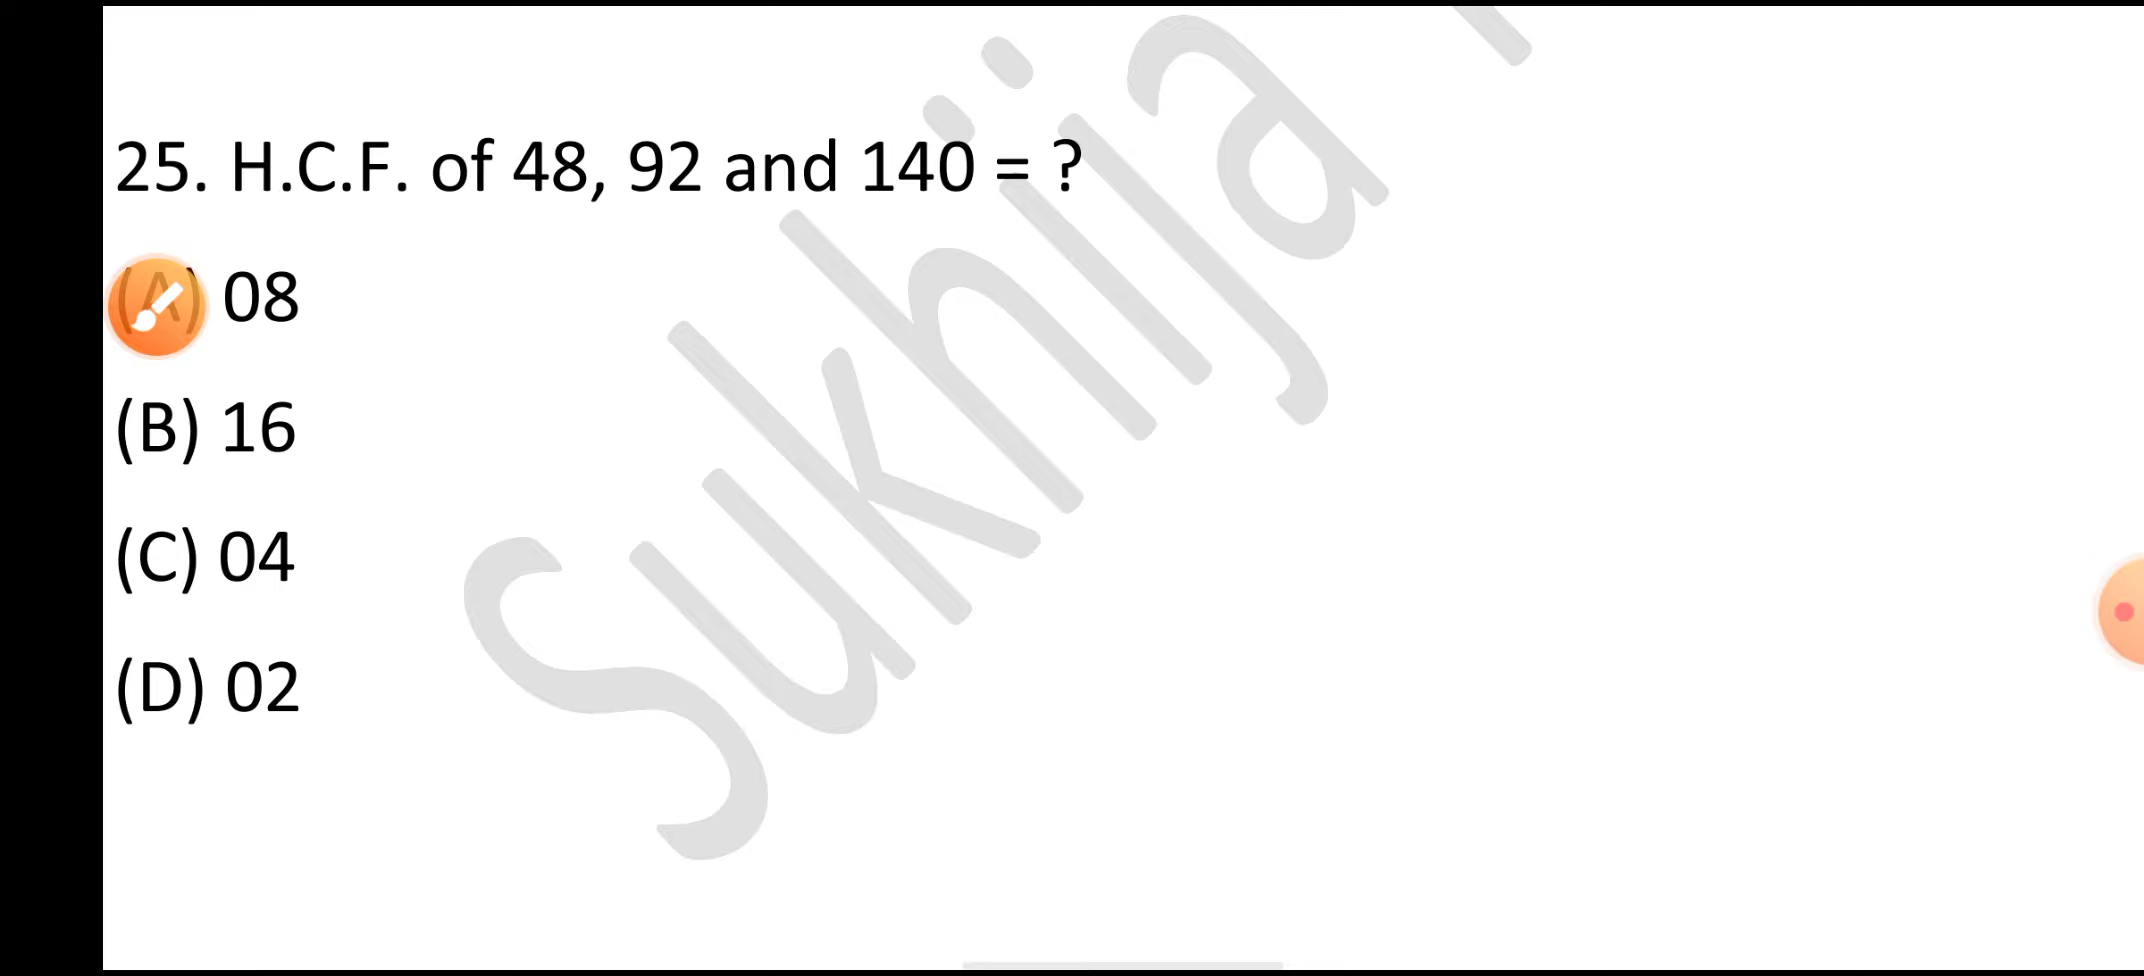 25. H.C.F. of 48, 92 and 140 = ?
(A) 08
(B) 16
(C) 04
(D) 02
Sukhija